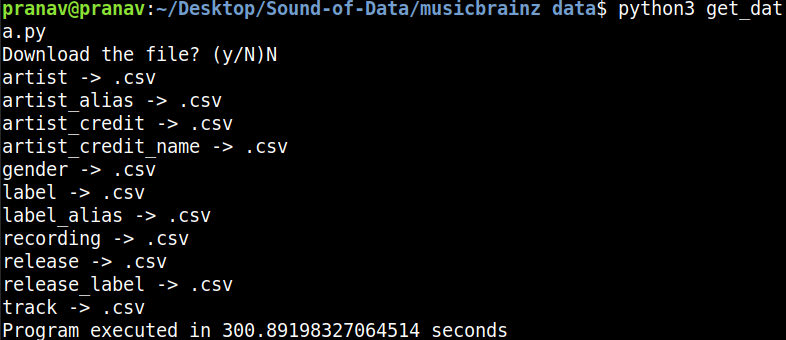 pranav@pranav:~/Desktop/Sound-of-Data/musicbrainz data$ python3 get_dat
a.py
Download the file? (y/N)N
artist -> .csv
artist_alias -> .csv
artist_credit -> .csv
artist_credit_name -> .csv
gender -> .csv
label -> .csv
label_alias -> .csv
recording -> .csv
release -> .csv
release_label -> .csv
track -> .csv
Program executed in 300.89198327064514 seconds